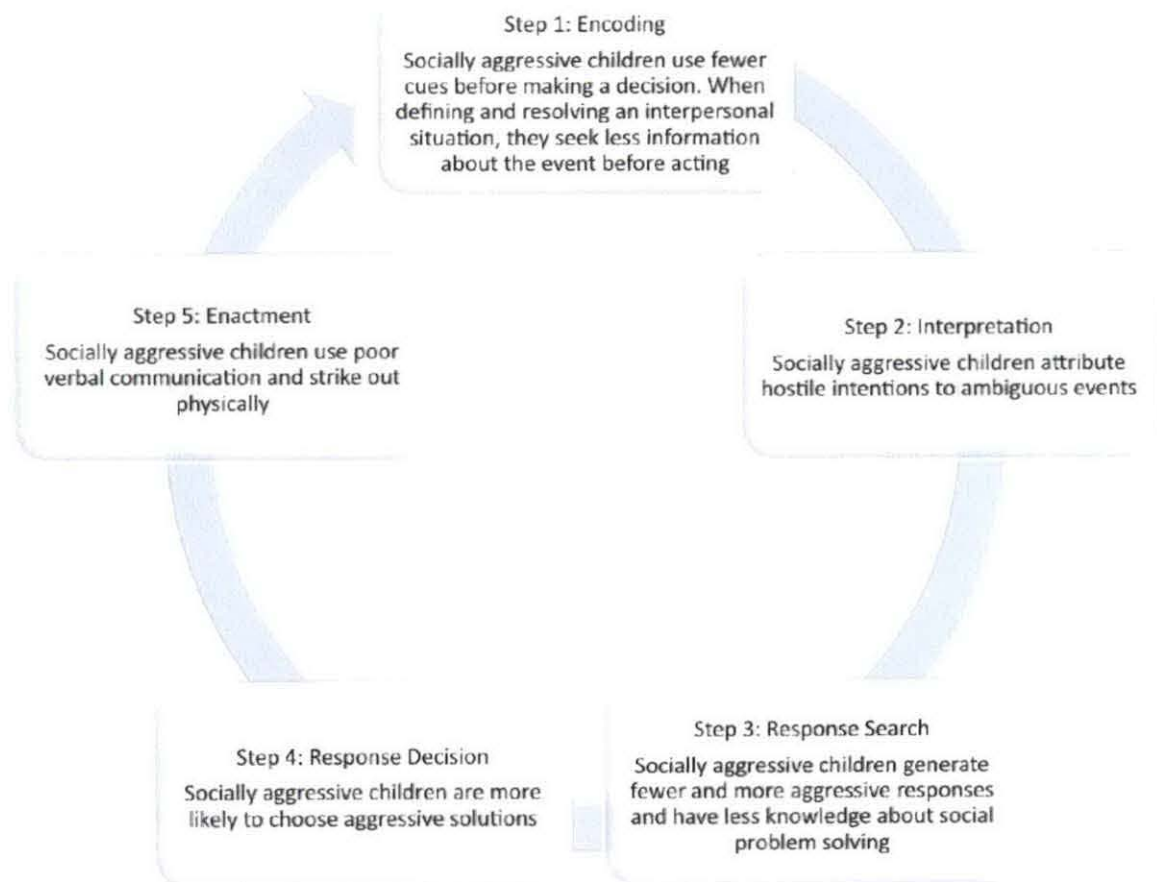 Step 1: Encoding
Socially aggressive children use fewer
cues before making a decision. When
defining and resolving an interpersonal
situation, they seek less information
about the event before acting
Step 2: Interpretation
Socially aggressive children attribute
hostile intentions to ambiguous events
Step 3: Response Search
Socially aggressive children generate
fewer and more aggressive responses
and have less knowledge about social
problem solving
Step 4: Response Decision
Socially aggressive children are more
likely to choose aggressive solutions
Step 5: Enactment
Socially aggressive children use poor
verbal communication and strike out
physically